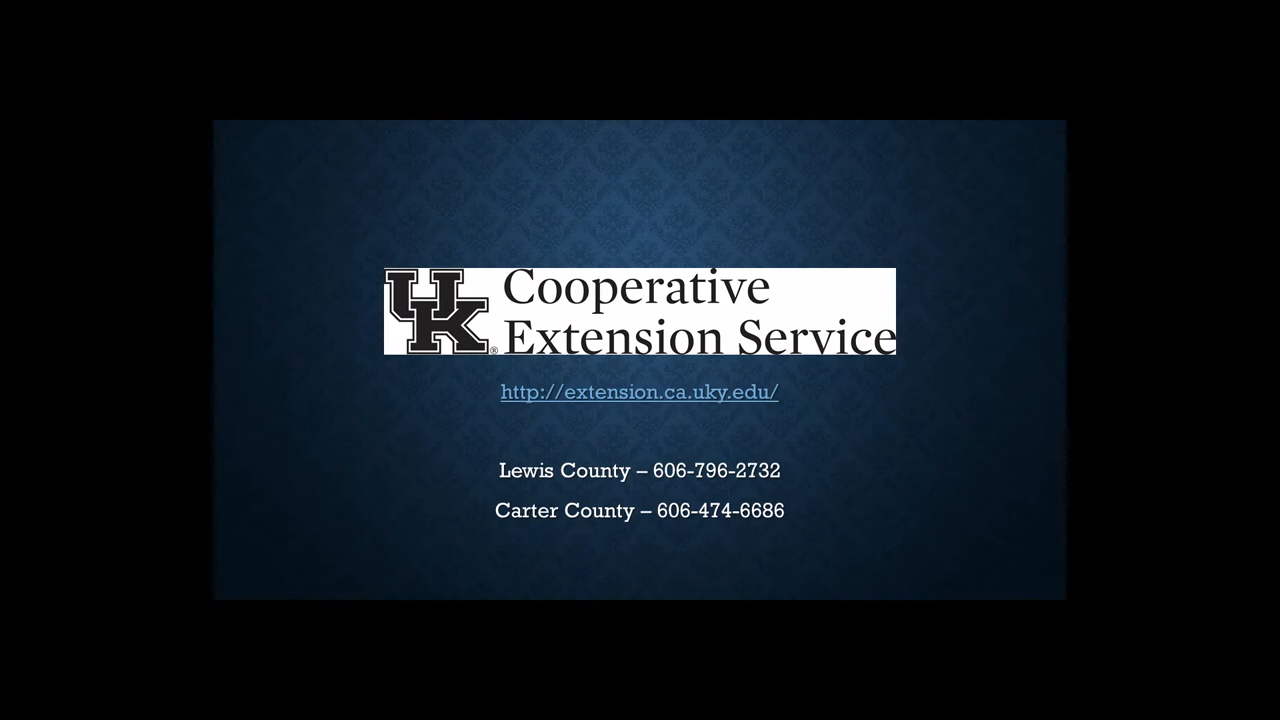 UK® Cooperative
Extension Service
http://extension.ca.uky.edu/
Lewis County – 606-796-2732
Carter County – 606-474-6686